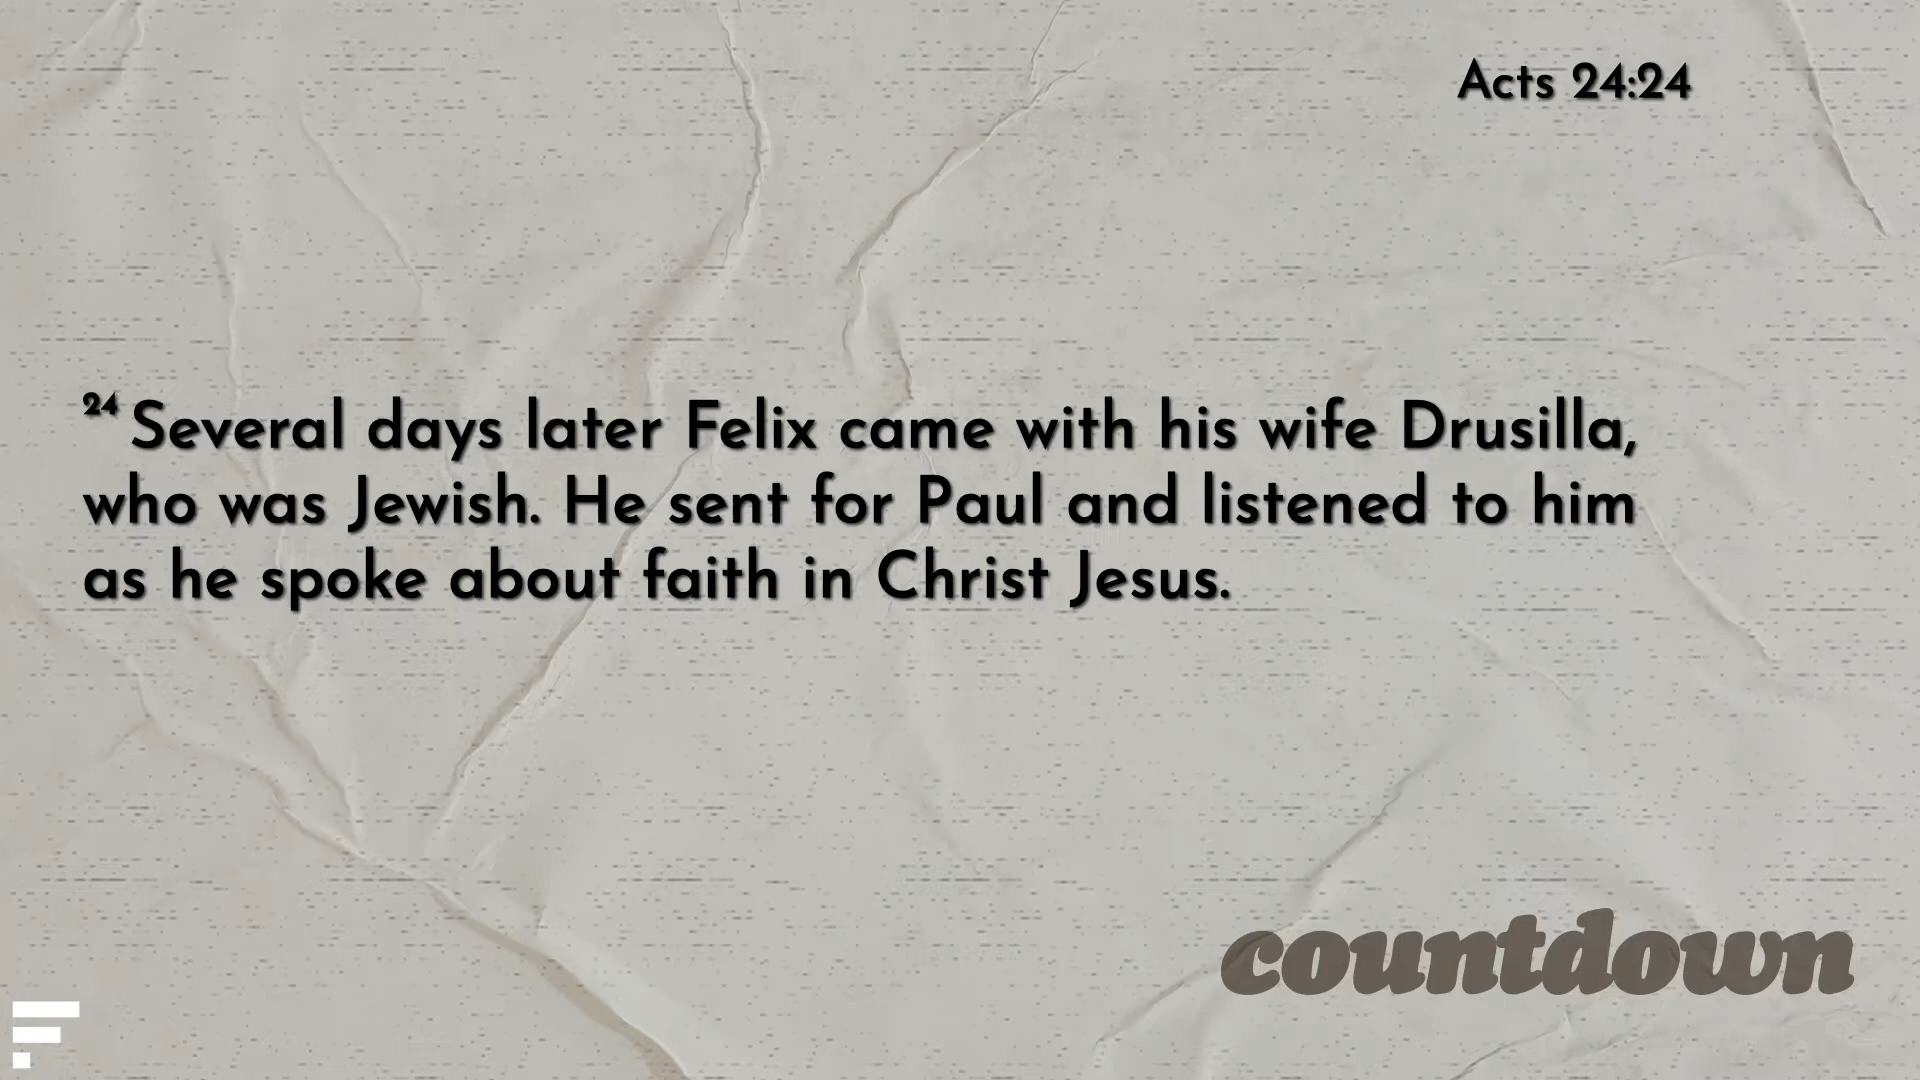 Acts 24:24
24 Several days later Felix came with his wife Drusilla,
who was Jewish. He sent for Paul and listened to him
as he spoke about faith in Christ Jesus.
countdown